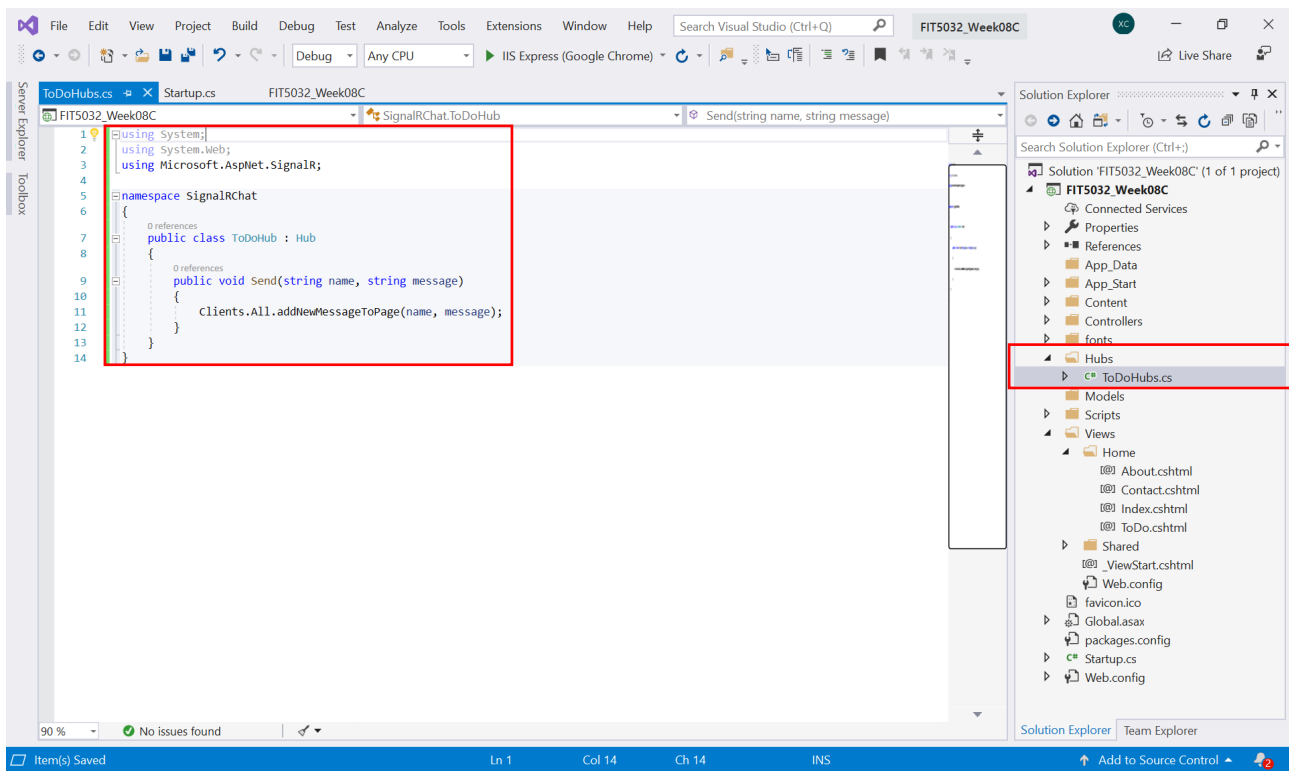 File Edit View Project Build Debug Test Analyze Tools Extensions Window Help Search Visual Studio (Ctrl+Q) FIT5032_Week08C XC
Debug Any CPU IIS Express (Google Chrome) Live Share
Server Explorer
Toolbox
ToDoHubs.cs Startup.cs FIT5032_Week08C
FIT5032_Week08C SignalRChat.ToDoHub Send(string name, string message)
1 using System;
2 using System.Web;
3 using Microsoft.AspNet.SignalR;
4
5 namespace SignalRChat
6 {
0 references
7 public class ToDoHub : Hub
8 {
0 references
9 public void Send(string name, string message)
10 {
11 Clients.All.addNewMessageToPage(name, message);
12 }
13 }
14 }
90 % No issues found
Solution Explorer
Search Solution Explorer (Ctrl+;)
Solution 'FIT5032_Week08C' (1 of 1 project)
FIT5032_Week08C
Connected Services
Properties
References
App_Data
App_Start
Content
Controllers
fonts
Hubs
C# ToDoHubs.cs
Models
Scripts
Views
Home
[@] About.cshtml
[@] Contact.cshtml
[@] Index.cshtml
[@] ToDo.cshtml
Shared
[@] _ViewStart.cshtml
Web.config
favicon.ico
Global.asax
packages.config
C# Startup.cs
Web.config
Solution Explorer Team Explorer
Item(s) Saved Ln 1 Col 14 Ch 14 INS Add to Source Control 2